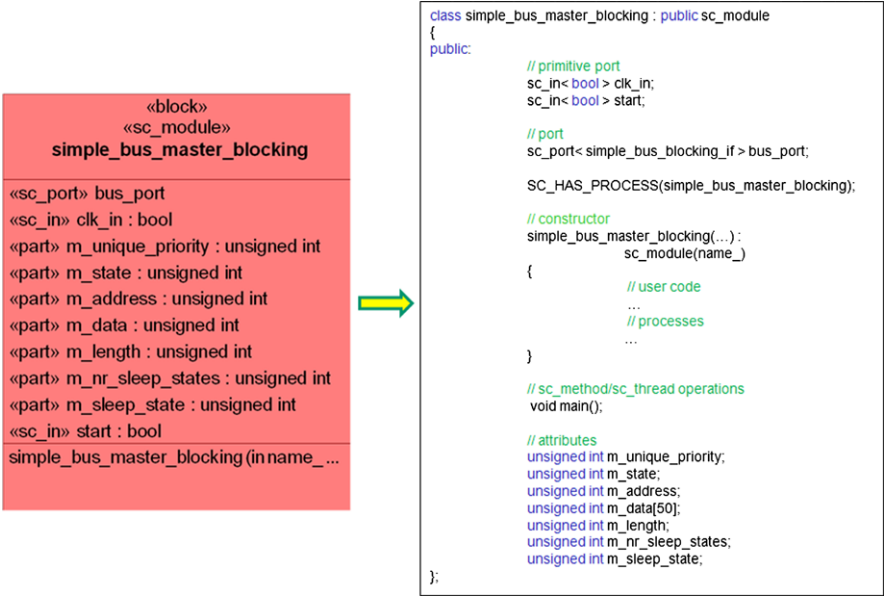 «block»
«sc_module»
simple_bus_master_blocking
«sc_port» bus_port
«sc_in» clk_in : bool
«part» m_unique_priority : unsigned int
«part» m_state : unsigned int
«part» m_address : unsigned int
«part» m_data : unsigned int
«part» m_length : unsigned int
«part» m_nr_sleep_states : unsigned int
«part» m_sleep_state : unsigned int
«sc_in» start : bool
simple_bus_master_blocking (in name_ ...
class simple_bus_master_blocking : public sc_module
{
public:
// primitive port
sc_in< bool > clk_in;
sc_in< bool > start;
// port
sc_port< simple_bus_blocking_if > bus_port;
SC_HAS_PROCESS(simple_bus_master_blocking);
// constructor
simple_bus_master_blocking(…) :
sc_module(name_)
{
// user code
…
// processes
…
}
// sc_method/sc_thread operations
void main();
// attributes
unsigned int m_unique_priority;
unsigned int m_state;
unsigned int m_address;
unsigned int m_data[50];
unsigned int m_length;
unsigned int m_nr_sleep_states;
unsigned int m_sleep_state;
};